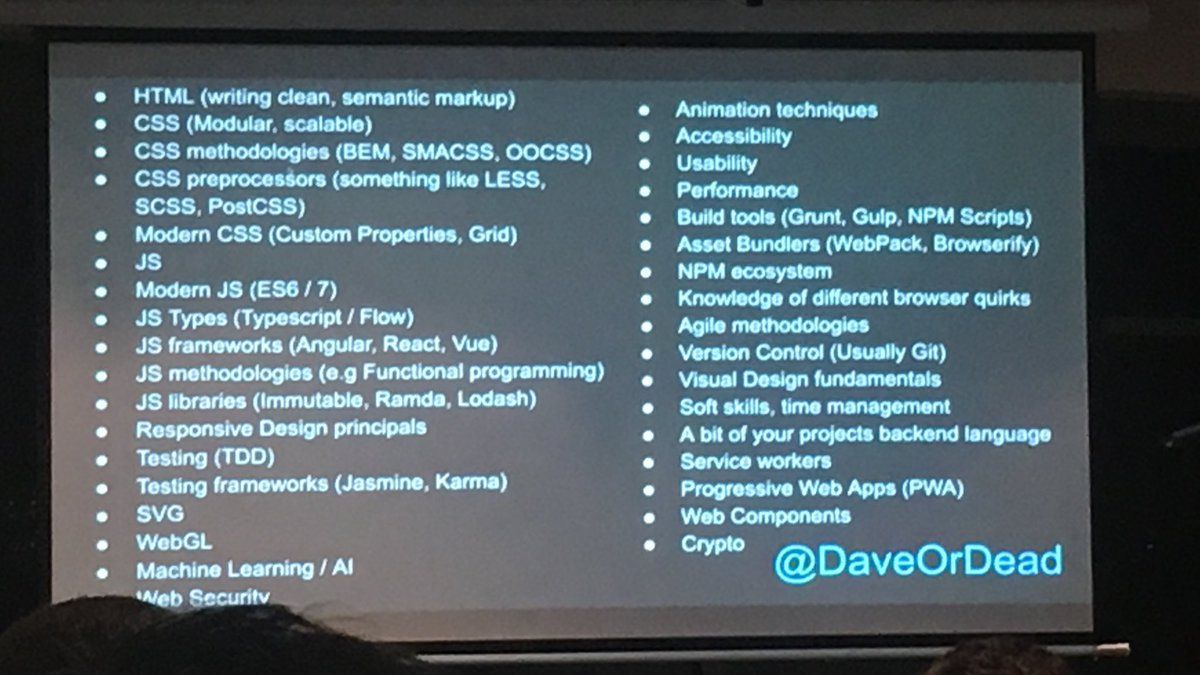 • HTML (writing clean, semantic markup)
• CSS (Modular, scalable)
• CSS methodologies (BEM, SMACSS, OOCSS)
• CSS preprocessors (something like LESS,
SCSS, PostCSS)
• Modern CSS (Custom Properties, Grid)
• JS
• Modern JS (ES6 / 7)
• JS Types (Typescript / Flow)
• JS frameworks (Angular, React, Vue)
• JS methodologies (e.g Functional programming)
• JS libraries (Immutable, Ramda, Lodash)
• Responsive Design principals
• Testing (TDD)
• Testing frameworks (Jasmine, Karma)
• SVG
• WebGL
• Machine Learning / AI
Web Security
• Animation techniques
• Accessibility
• Usability
• Performance
• Build tools (Grunt, Gulp, NPM Scripts)
• Asset Bundlers (WebPack, Browserify)
• NPM ecosystem
• Knowledge of different browser quirks
• Agile methodologies
• Version Control (Usually Git)
• Visual Design fundamentals
• Soft skills, time management
• A bit of your projects backend language
• Service workers
• Progressive Web Apps (PWA)
• Web Components
• Crypto
@DaveOrDead